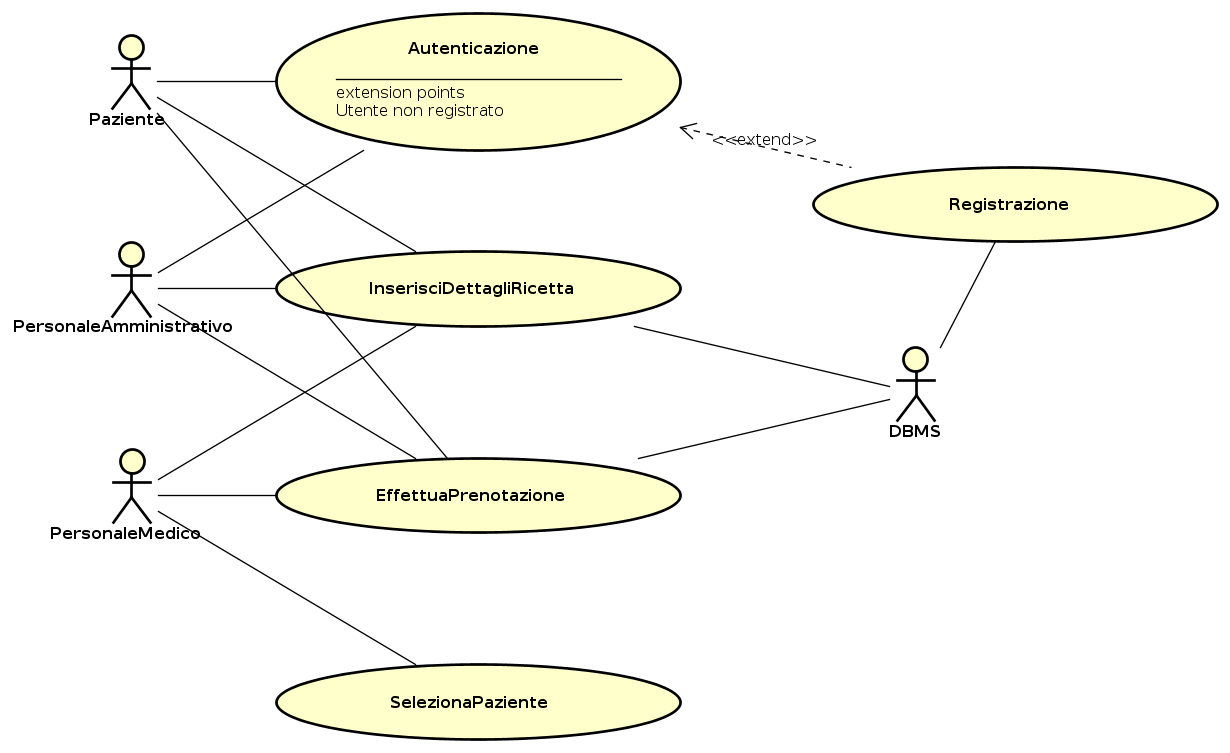 Autenticazione
extension points
Utente non registrato
Paziente
<<extend>>
Registrazione
InserisciDettagliRicetta
PersonaleAmministrativo
DBMS
EffettuaPrenotazione
PersonaleMedico
SelezionaPaziente